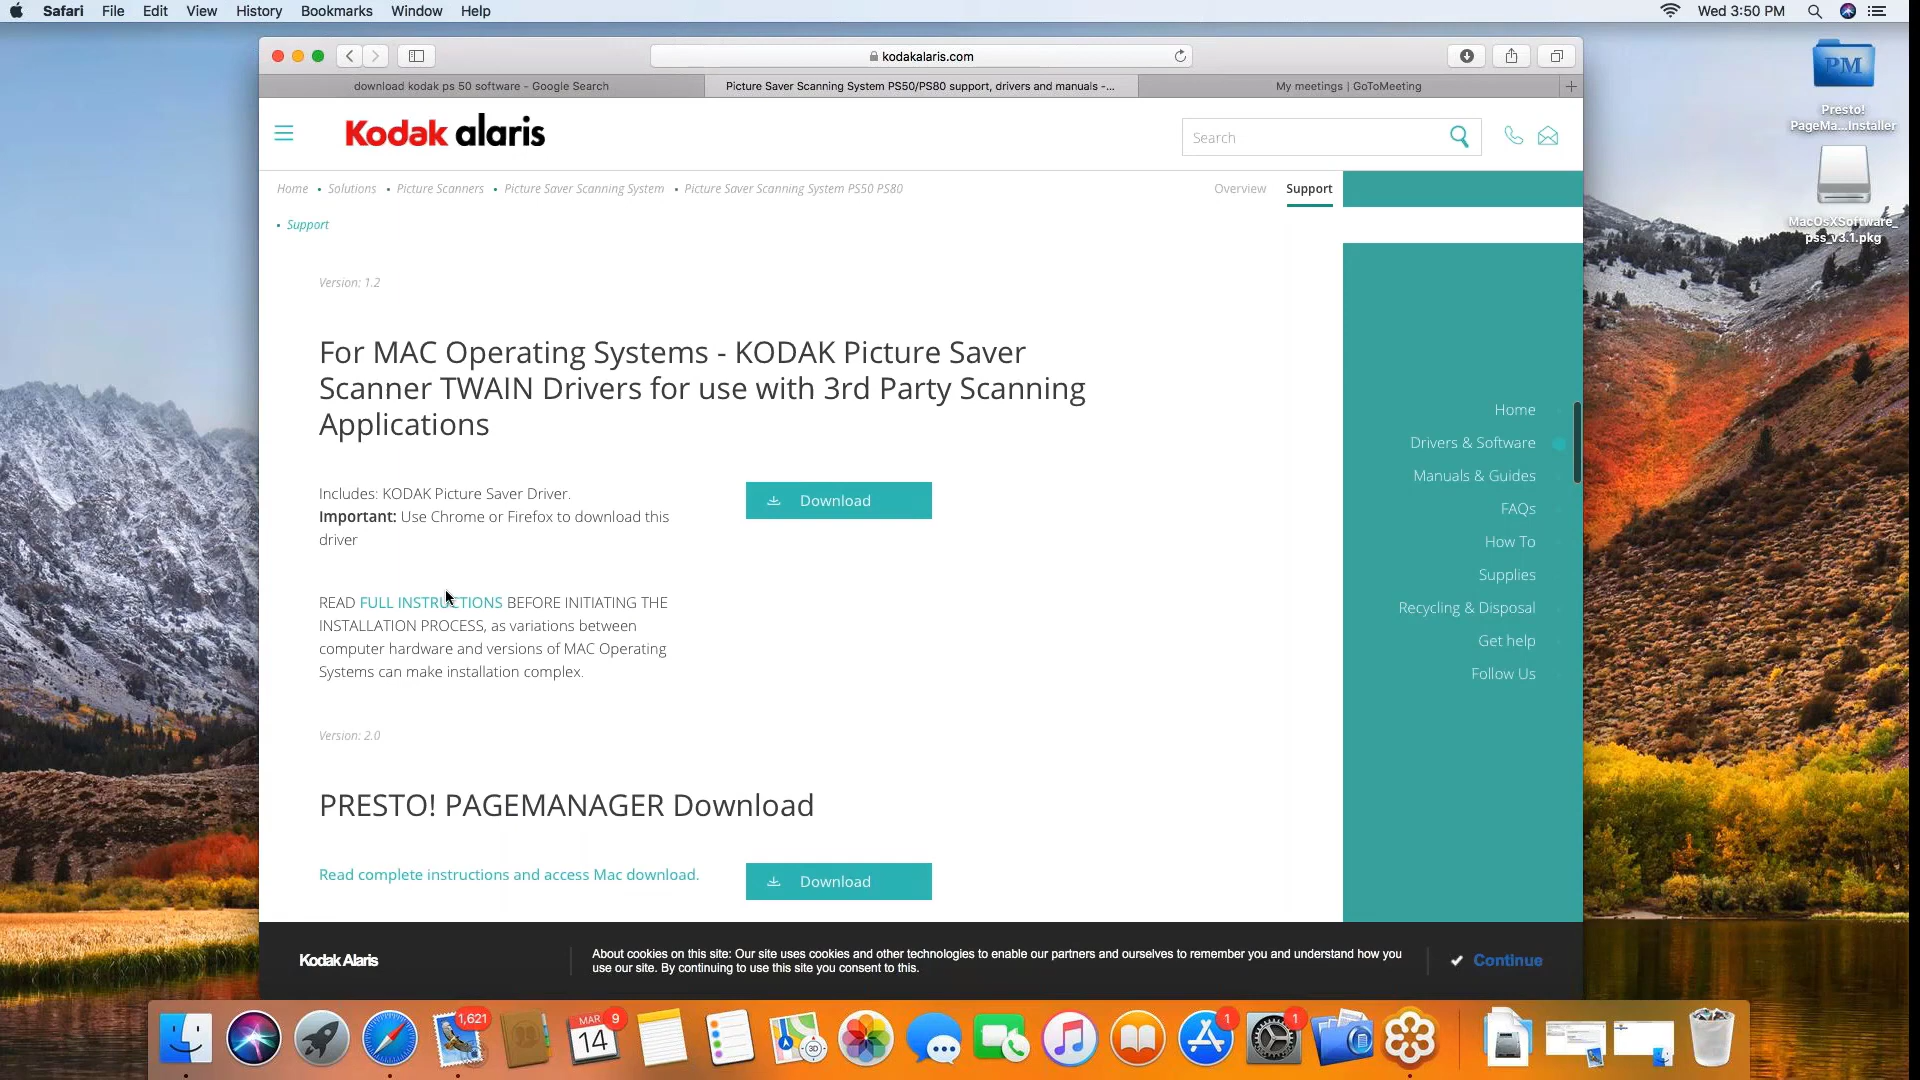 Safari File Edit View History Bookmarks Window Help
Wed 3:50 PM
kodakalaris.com
download kodak ps 50 software - Google Search
Picture Saver Scanning System PS50/PS80 support, drivers and manuals -...
My meetings | GoToMeeting
Kodak alaris
Search
Home • Solutions • Picture Scanners • Picture Saver Scanning System • Picture Saver Scanning System PS50 PS80
Overview Support
• Support
Version: 1.2
For MAC Operating Systems - KODAK Picture Saver
Scanner TWAIN Drivers for use with 3rd Party Scanning
Applications
Includes: KODAK Picture Saver Driver.
Important: Use Chrome or Firefox to download this
driver
Download
READ FULL INSTRUCTIONS BEFORE INITIATING THE
INSTALLATION PROCESS, as variations between
computer hardware and versions of MAC Operating
Systems can make installation complex.
Version: 2.0
PRESTO! PAGEMANAGER Download
Read complete instructions and access Mac download.
Download
Home
Drivers & Software
Manuals & Guides
FAQs
How To
Supplies
Recycling & Disposal
Get help
Follow Us
Kodak Alaris
About cookies on this site: Our site uses cookies and other technologies to enable our partners and ourselves to remember you and understand how you
use our site. By continuing to use this site you consent to this.
Continue
PM
Presto!
PageMa...Installer
MacOsXSoftware_
pss_v3.1.pkg
1,621
MAR
14
9
3D
1
1